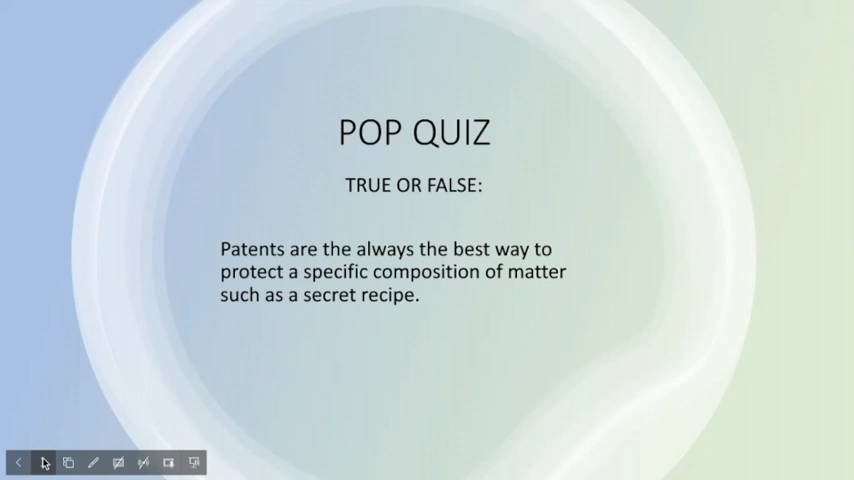 POP QUIZ
TRUE OR FALSE:
Patents are the always the best way to
protect a specific composition of matter
such as a secret recipe.